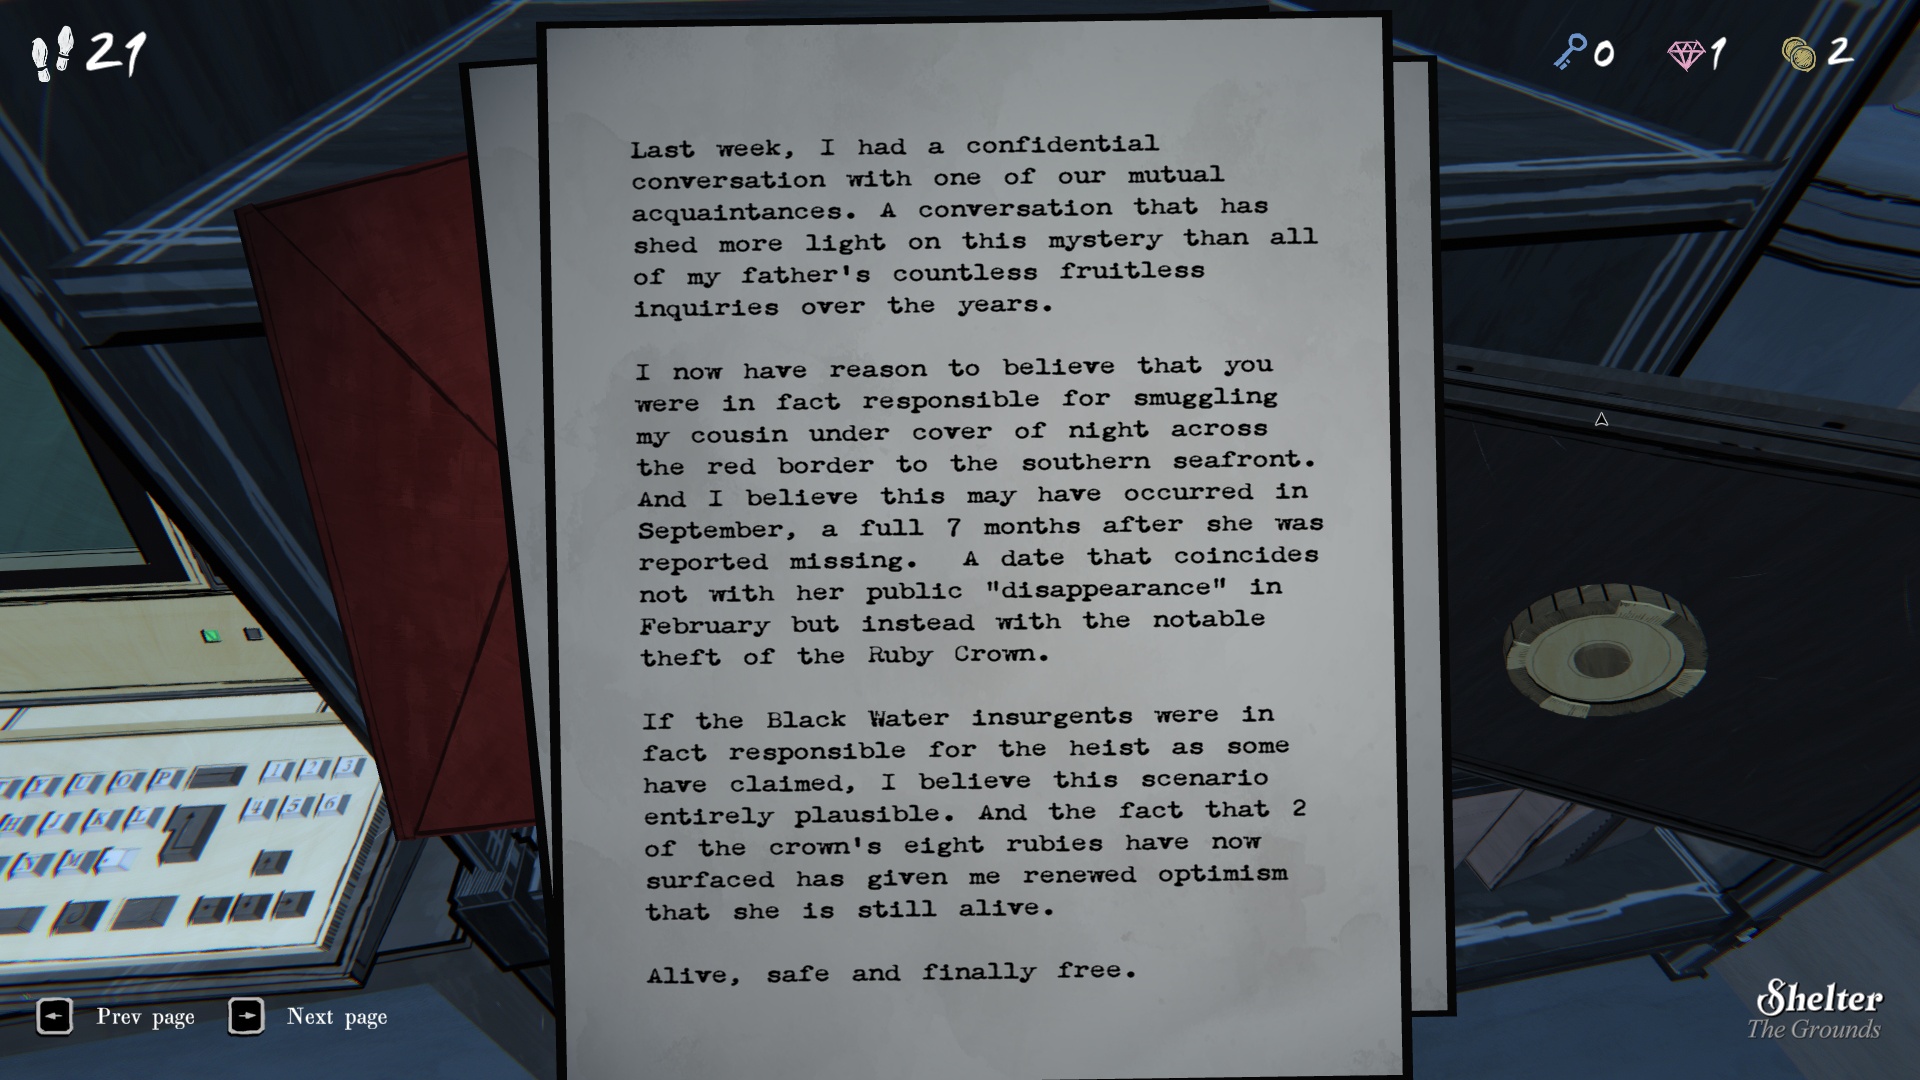 21
0
1
2
Last week, I had a confidential
conversation with one of our mutual
acquaintances. A conversation that has
shed more light on this mystery than all
of my father's countless fruitless
inquiries over the years.
I now have reason to believe that you
were in fact responsible for smuggling
my cousin under cover of night across
the red border to the southern seafront.
And I believe this may have occurred in
September, a full 7 months after she was
reported missing. A date that coincides
not with her public "disappearance" in
February but instead with the notable
theft of the Ruby Crown.
If the Black Water insurgents were in
fact responsible for the heist as some
have claimed, I believe this scenario
entirely plausible. And the fact that 2
of the crown's eight rubies have now
surfaced has given me renewed optimism
that she is still alive.
Alive, safe and finally free.
Y U O P 1 2 3
H J K L 4 5 6
N M
Prev page
Next page
Shelter
The Grounds